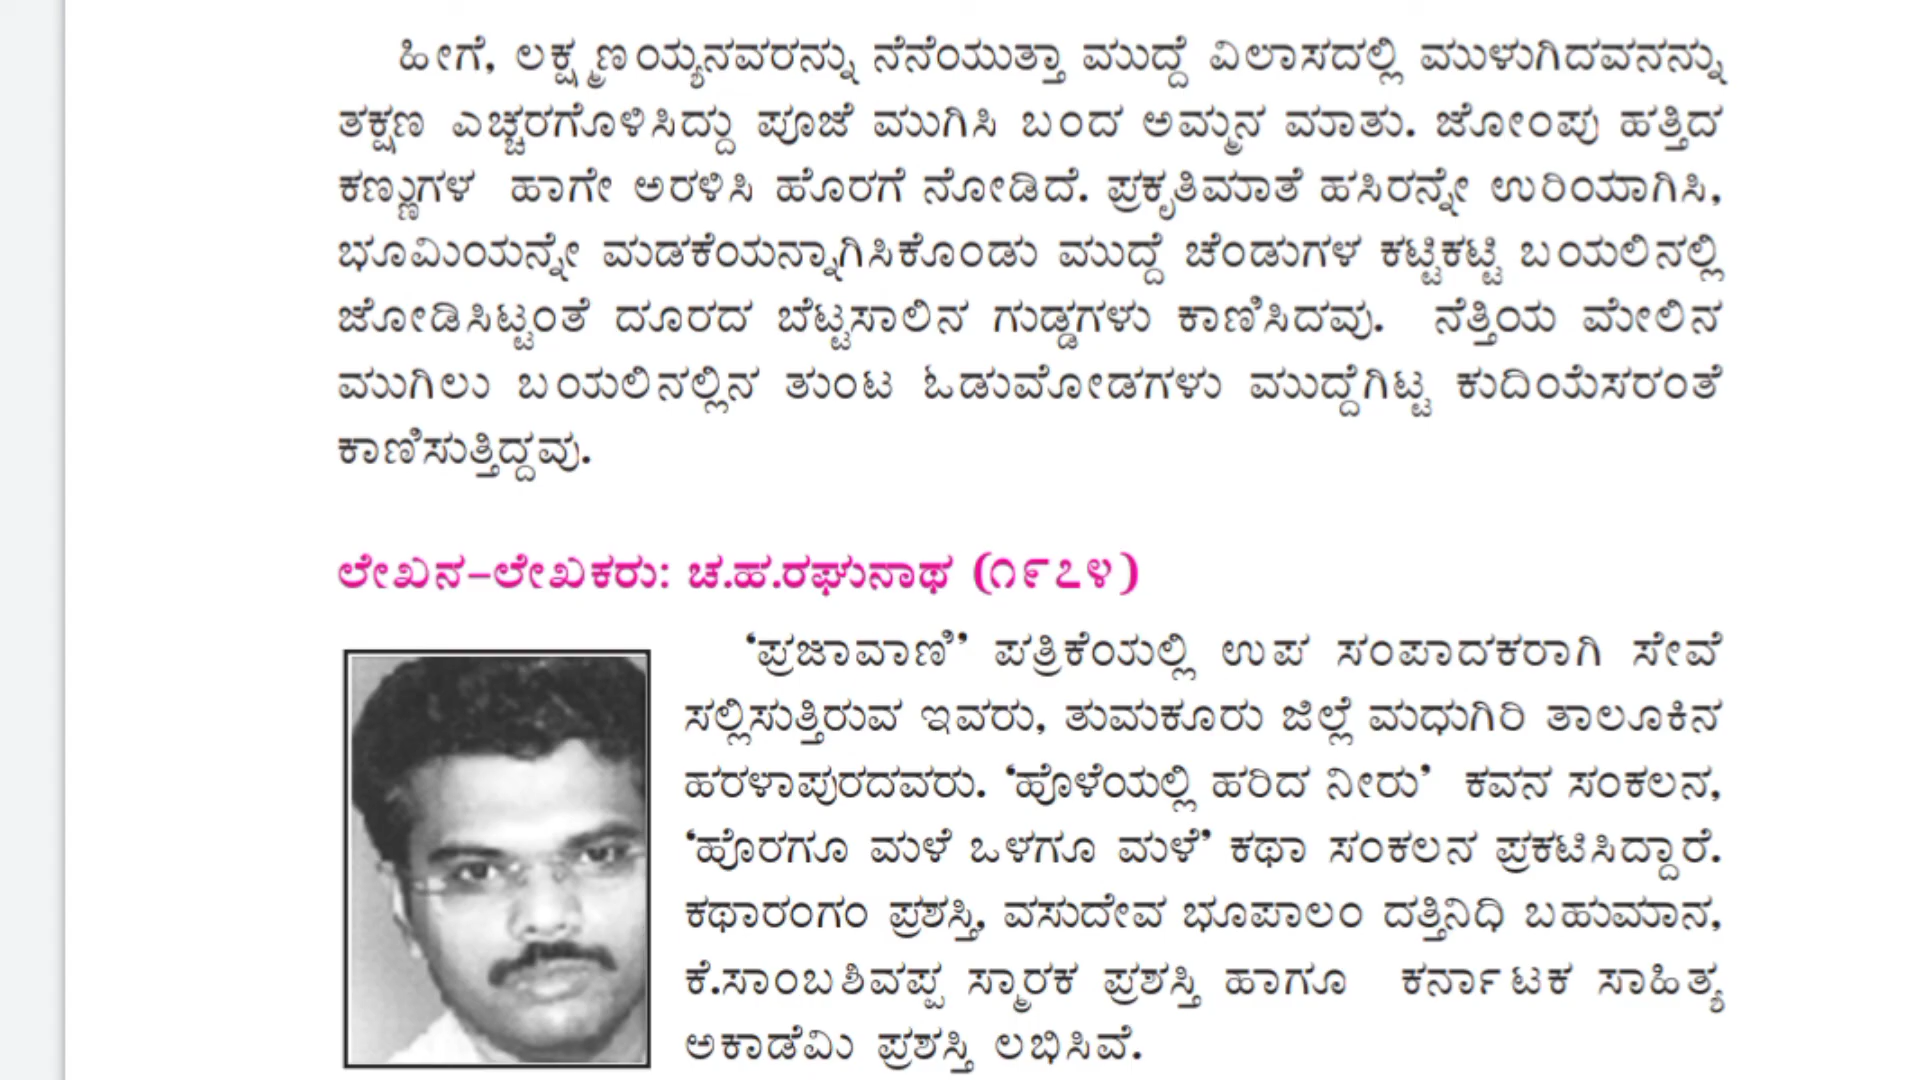 ಹೀಗೆ, ಲಕ್ಷ್ಮಣಯ್ಯನವರನ್ನು ನೆನೆಯುತ್ತಾ ಮುದ್ದೆ ವಿಲಾಸದಲ್ಲಿ ಮುಳುಗಿದವನನ್ನು
ತಕ್ಷಣ ಎಚ್ಚರಗೊಳಿಸಿದ್ದು ಪೂಜೆ ಮುಗಿಸಿ ಬಂದ ಅಮ್ಮನ ಮಾತು. ಜೋಂಪು ಹತ್ತಿದ
ಕಣ್ಣುಗಳ ಹಾಗೇ ಅರಳಿಸಿ ಹೊರಗೆ ನೋಡಿದೆ. ಪ್ರಕೃತಿಮಾತೆ ಹಸಿರನ್ನೇ ಉರಿಯಾಗಿಸಿ,
ಭೂಮಿಯನ್ನೇ ಮಡಕೆಯನ್ನಾಗಿಸಿಕೊಂಡು ಮುದ್ದೆ ಚೆಂಡುಗಳ ಕಟ್ಟಿಕಟ್ಟಿ ಬಯಲಿನಲ್ಲಿ
ಜೋಡಿಸಿಟ್ಟಂತೆ ದೂರದ ಬೆಟ್ಟಸಾಲಿನ ಗುಡ್ಡಗಳು ಕಾಣಿಸಿದವು. ನೆತ್ತಿಯ ಮೇಲಿನ
ಮುಗಿಲು ಬಯಲಿನಲ್ಲಿನ ತುಂಟ ಓಡುಮೋಡಗಳು ಮುದ್ದೆಗಿಟ್ಟ ಕುದಿಯೆಸರಂತೆ
ಕಾಣಿಸುತ್ತಿದ್ದವು.
ಲೇಖನ-ಲೇಖಕರು: ಚ.ಹ.ರಘುನಾಥ (೧೯೭೪)
‘ಪ್ರಜಾವಾಣಿ’ ಪತ್ರಿಕೆಯಲ್ಲಿ ಉಪ ಸಂಪಾದಕರಾಗಿ ಸೇವೆ
ಸಲ್ಲಿಸುತ್ತಿರುವ ಇವರು, ತುಮಕೂರು ಜಿಲ್ಲೆ ಮಧುಗಿರಿ ತಾಲೂಕಿನ
ಹರಳಾಪುರದವರು. ‘ಹೊಳೆಯಲ್ಲಿ ಹರಿದ ನೀರು’ ಕವನ ಸಂಕಲನ,
‘ಹೊರಗೂ ಮಳೆ ಒಳಗೂ ಮಳೆ’ ಕಥಾ ಸಂಕಲನ ಪ್ರಕಟಿಸಿದ್ದಾರೆ.
ಕಥಾರಂಗಂ ಪ್ರಶಸ್ತಿ, ವಸುದೇವ ಭೂಪಾಲಂ ದತ್ತಿನಿಧಿ ಬಹುಮಾನ,
ಕೆ.ಸಾಂಬಶಿವಪ್ಪ ಸ್ಮಾರಕ ಪ್ರಶಸ್ತಿ ಹಾಗೂ ಕರ್ನಾಟಕ ಸಾಹಿತ್ಯ
ಅಕಾಡೆಮಿ ಪ್ರಶಸ್ತಿ ಲಭಿಸಿವೆ.